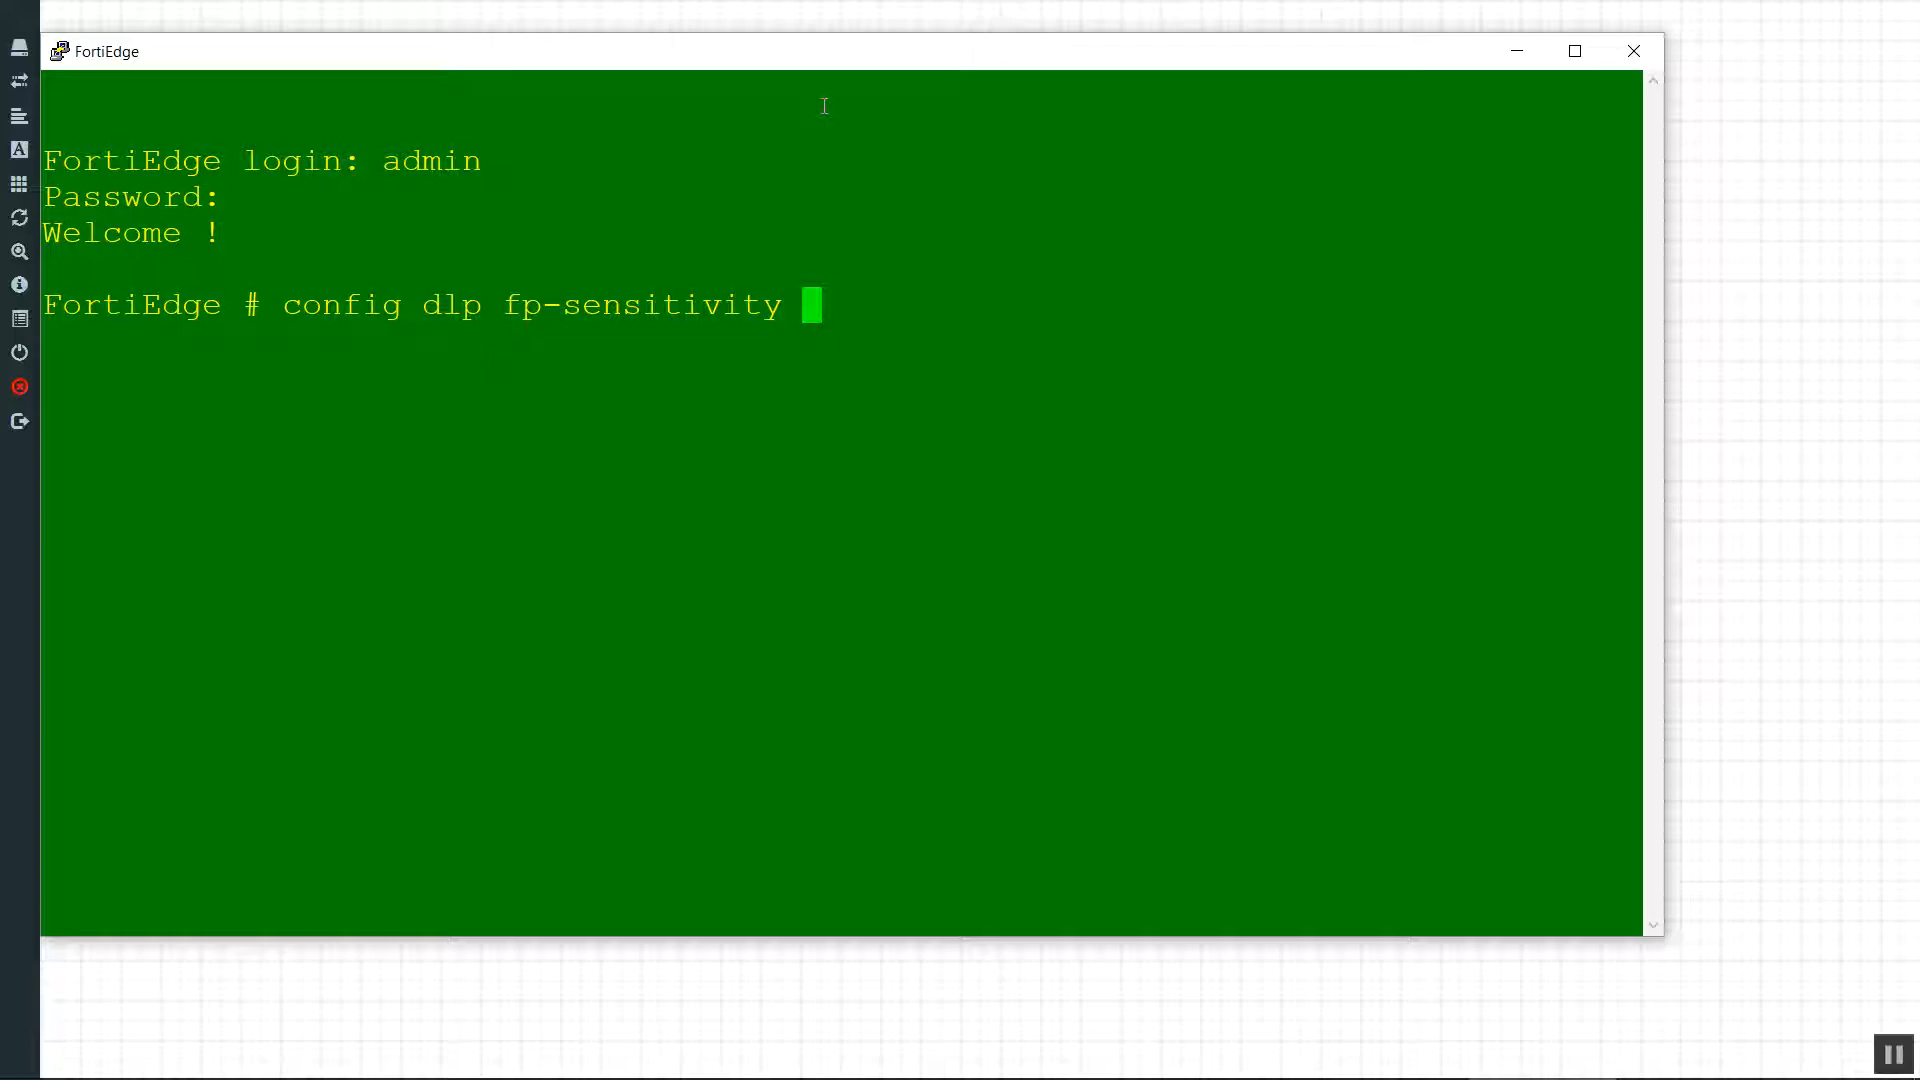 FortiEdge
FortiEdge login: admin
Password:
Welcome !
FortiEdge # config dlp fp-sensitivity